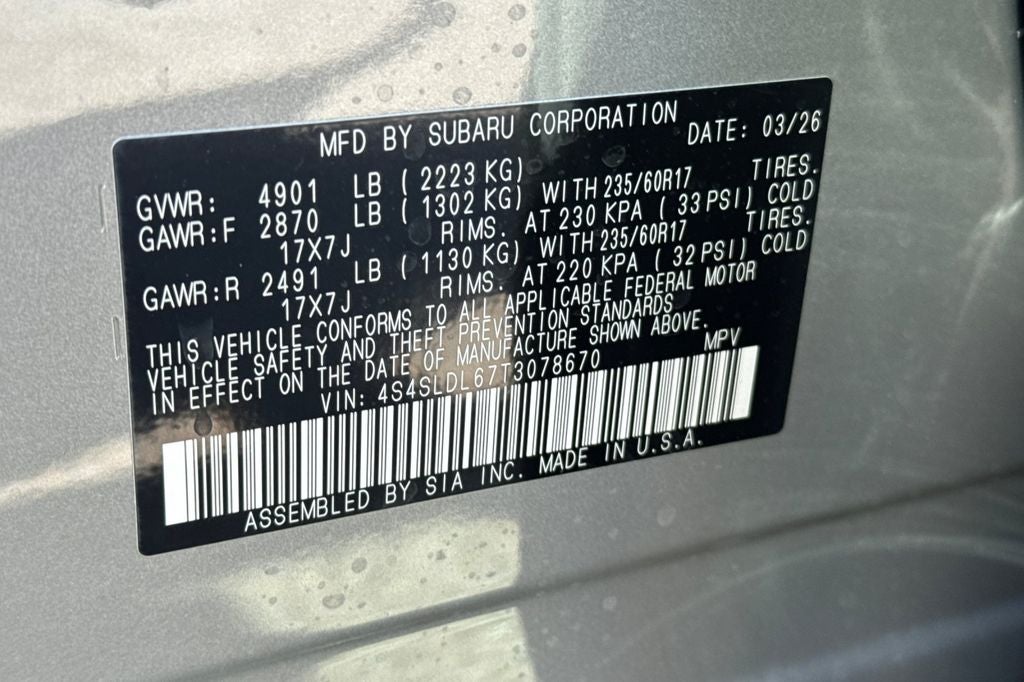 MFD BY SUBARU CORPORATION DATE: 03/26
GVWR: 4901 LB ( 2223 KG)
GAWR:F 2870 LB ( 1302 KG) WITH 235/60R17 TIRES.
17X7J RIMS. AT 230 KPA ( 33 PSI) COLD
GAWR:R 2491 LB ( 1130 KG) WITH 235/60R17 TIRES.
17X7J RIMS. AT 220 KPA ( 32 PSI) COLD
THIS VEHICLE CONFORMS TO ALL APPLICABLE FEDERAL MOTOR
VEHICLE SAFETY AND THEFT PREVENTION STANDARDS
IN EFFECT ON THE DATE OF MANUFACTURE SHOWN ABOVE.
VIN: 4S4SLDL67T3078670 MPV
ASSEMBLED BY SIA INC. MADE IN U.S.A.